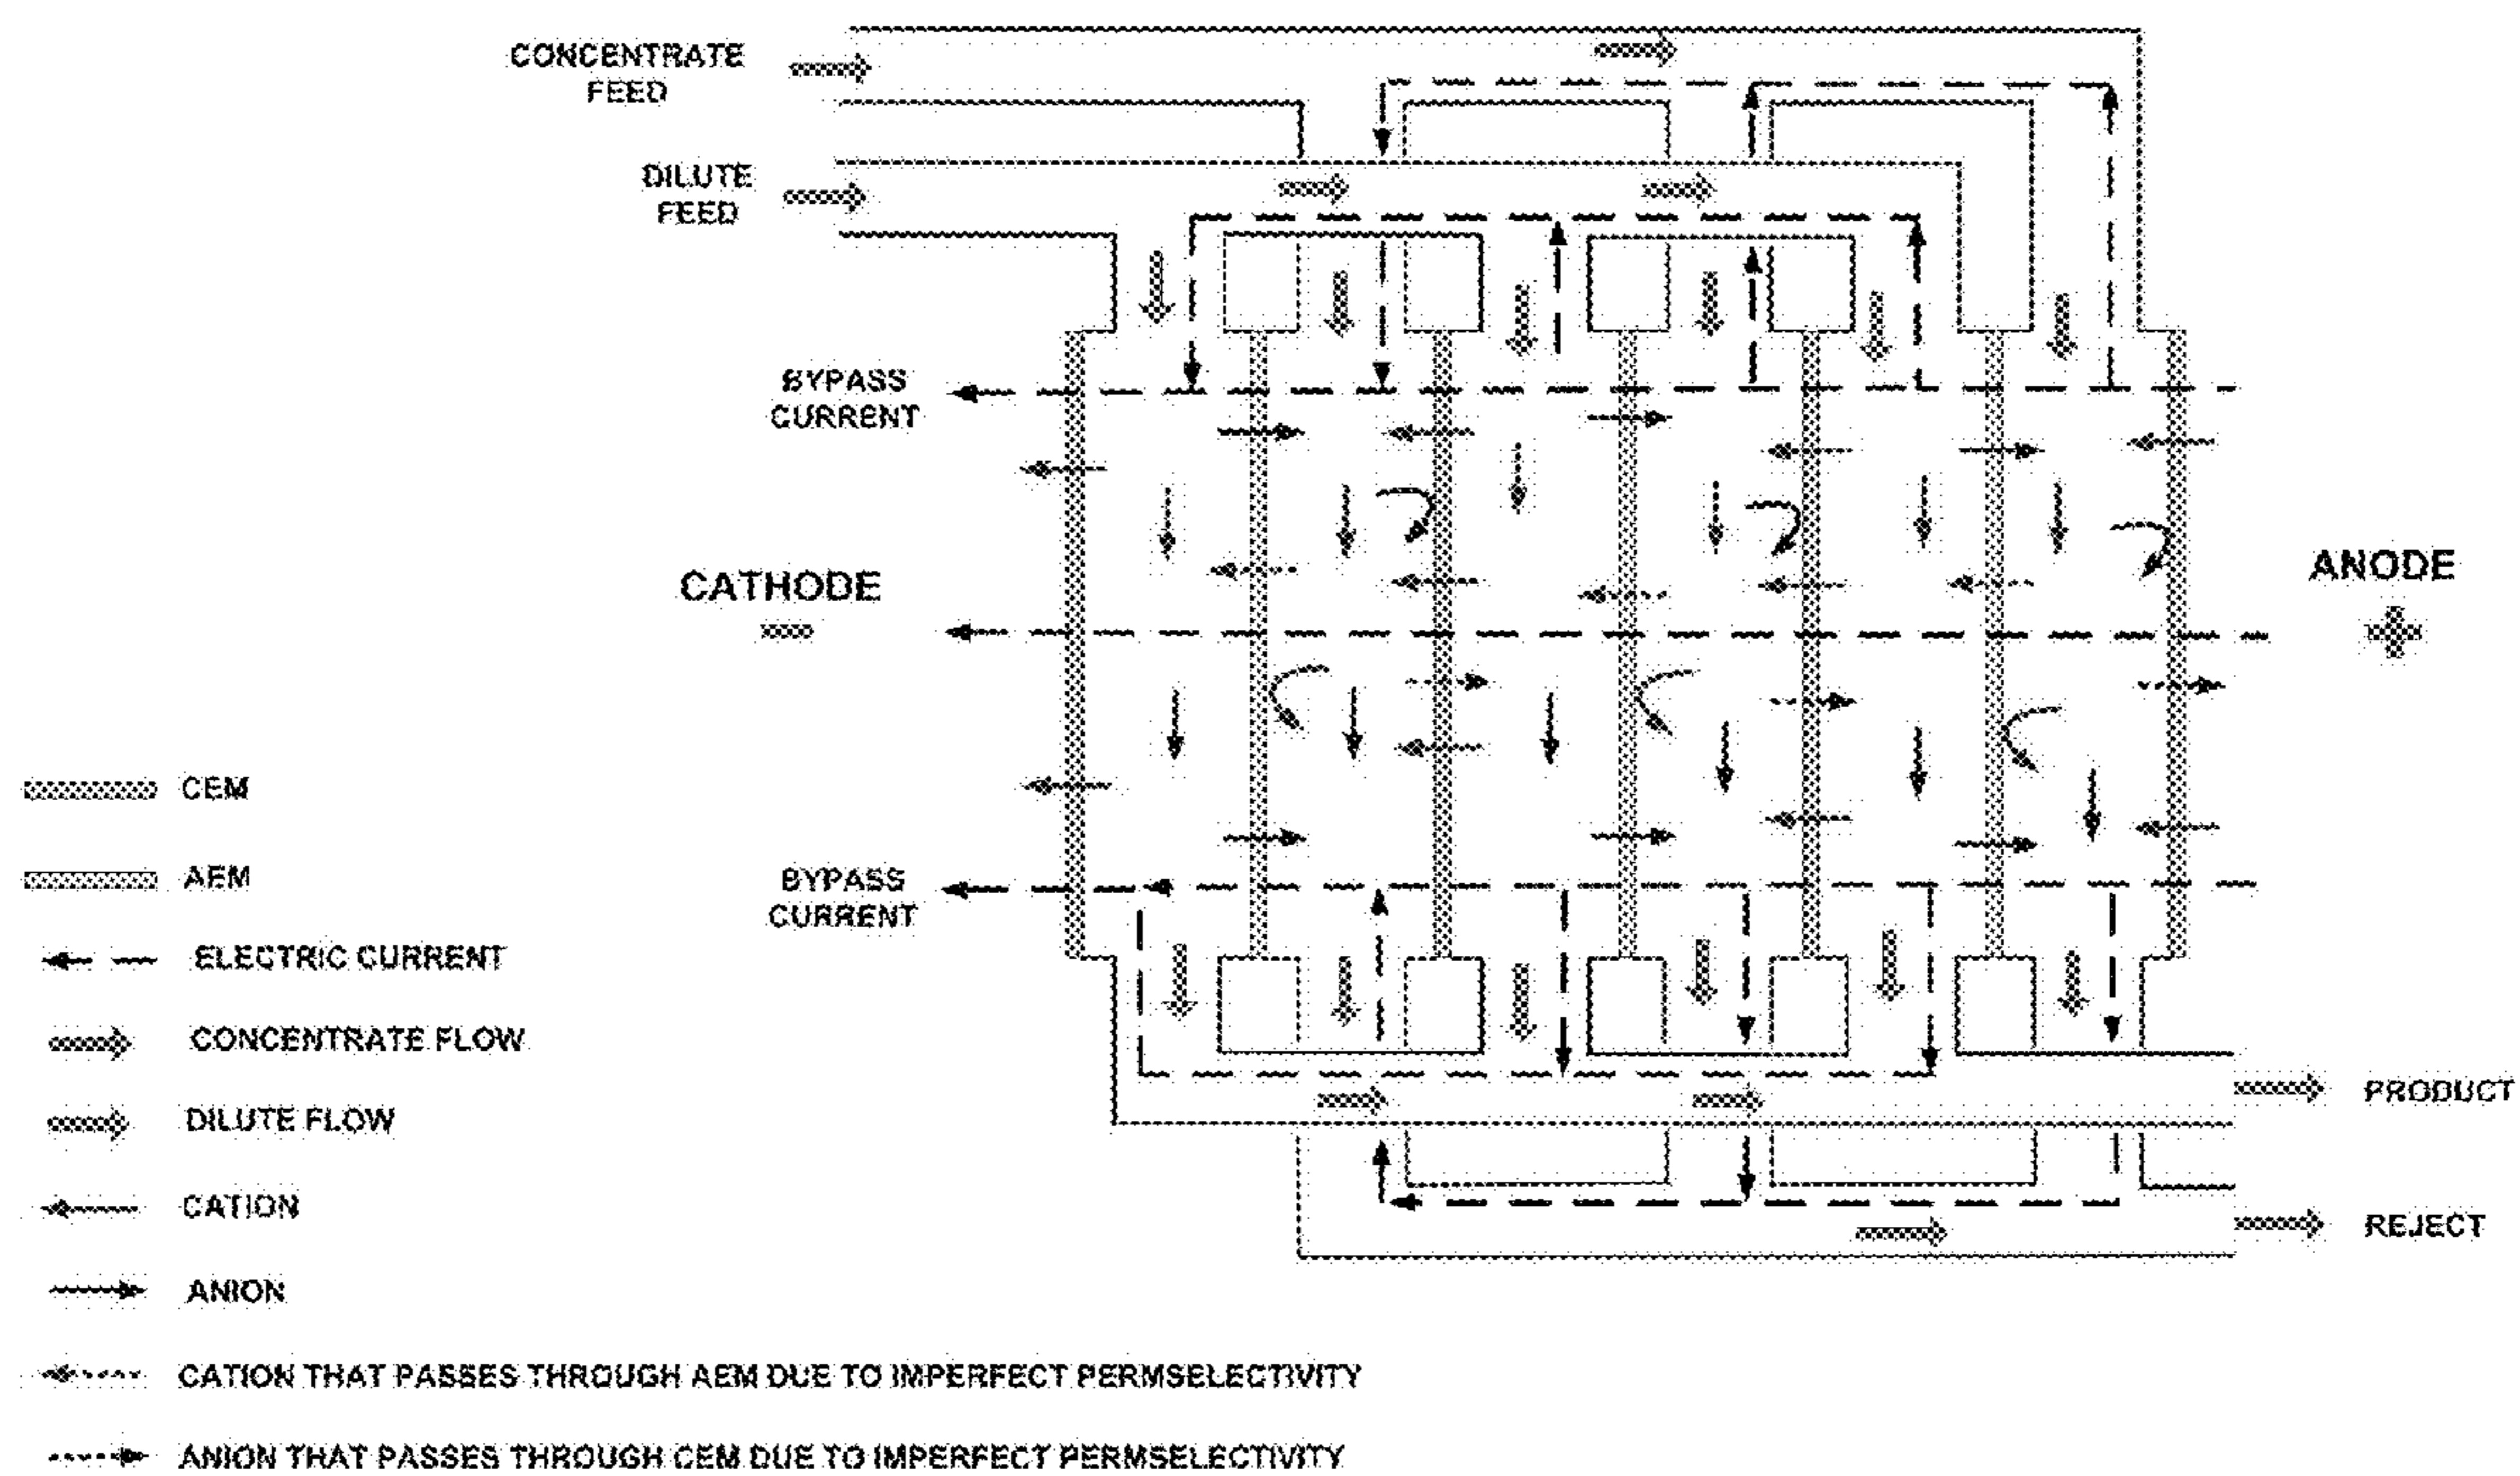 CONCENTRATE
FEED
DILUTE
FEED
BYPASS
CURRENT
CATHODE
ANODE
BYPASS
CURRENT
CEM
AEM
ELECTRIC CURRENT
CONCENTRATE FLOW
DILUTE FLOW
CATION
ANION
CATION THAT PASSES THROUGH AEM DUE TO IMPERFECT PERMSELECTIVITY
ANION THAT PASSES THROUGH CEM DUE TO IMPERFECT PERMSELECTIVITY
PRODUCT
REJECT